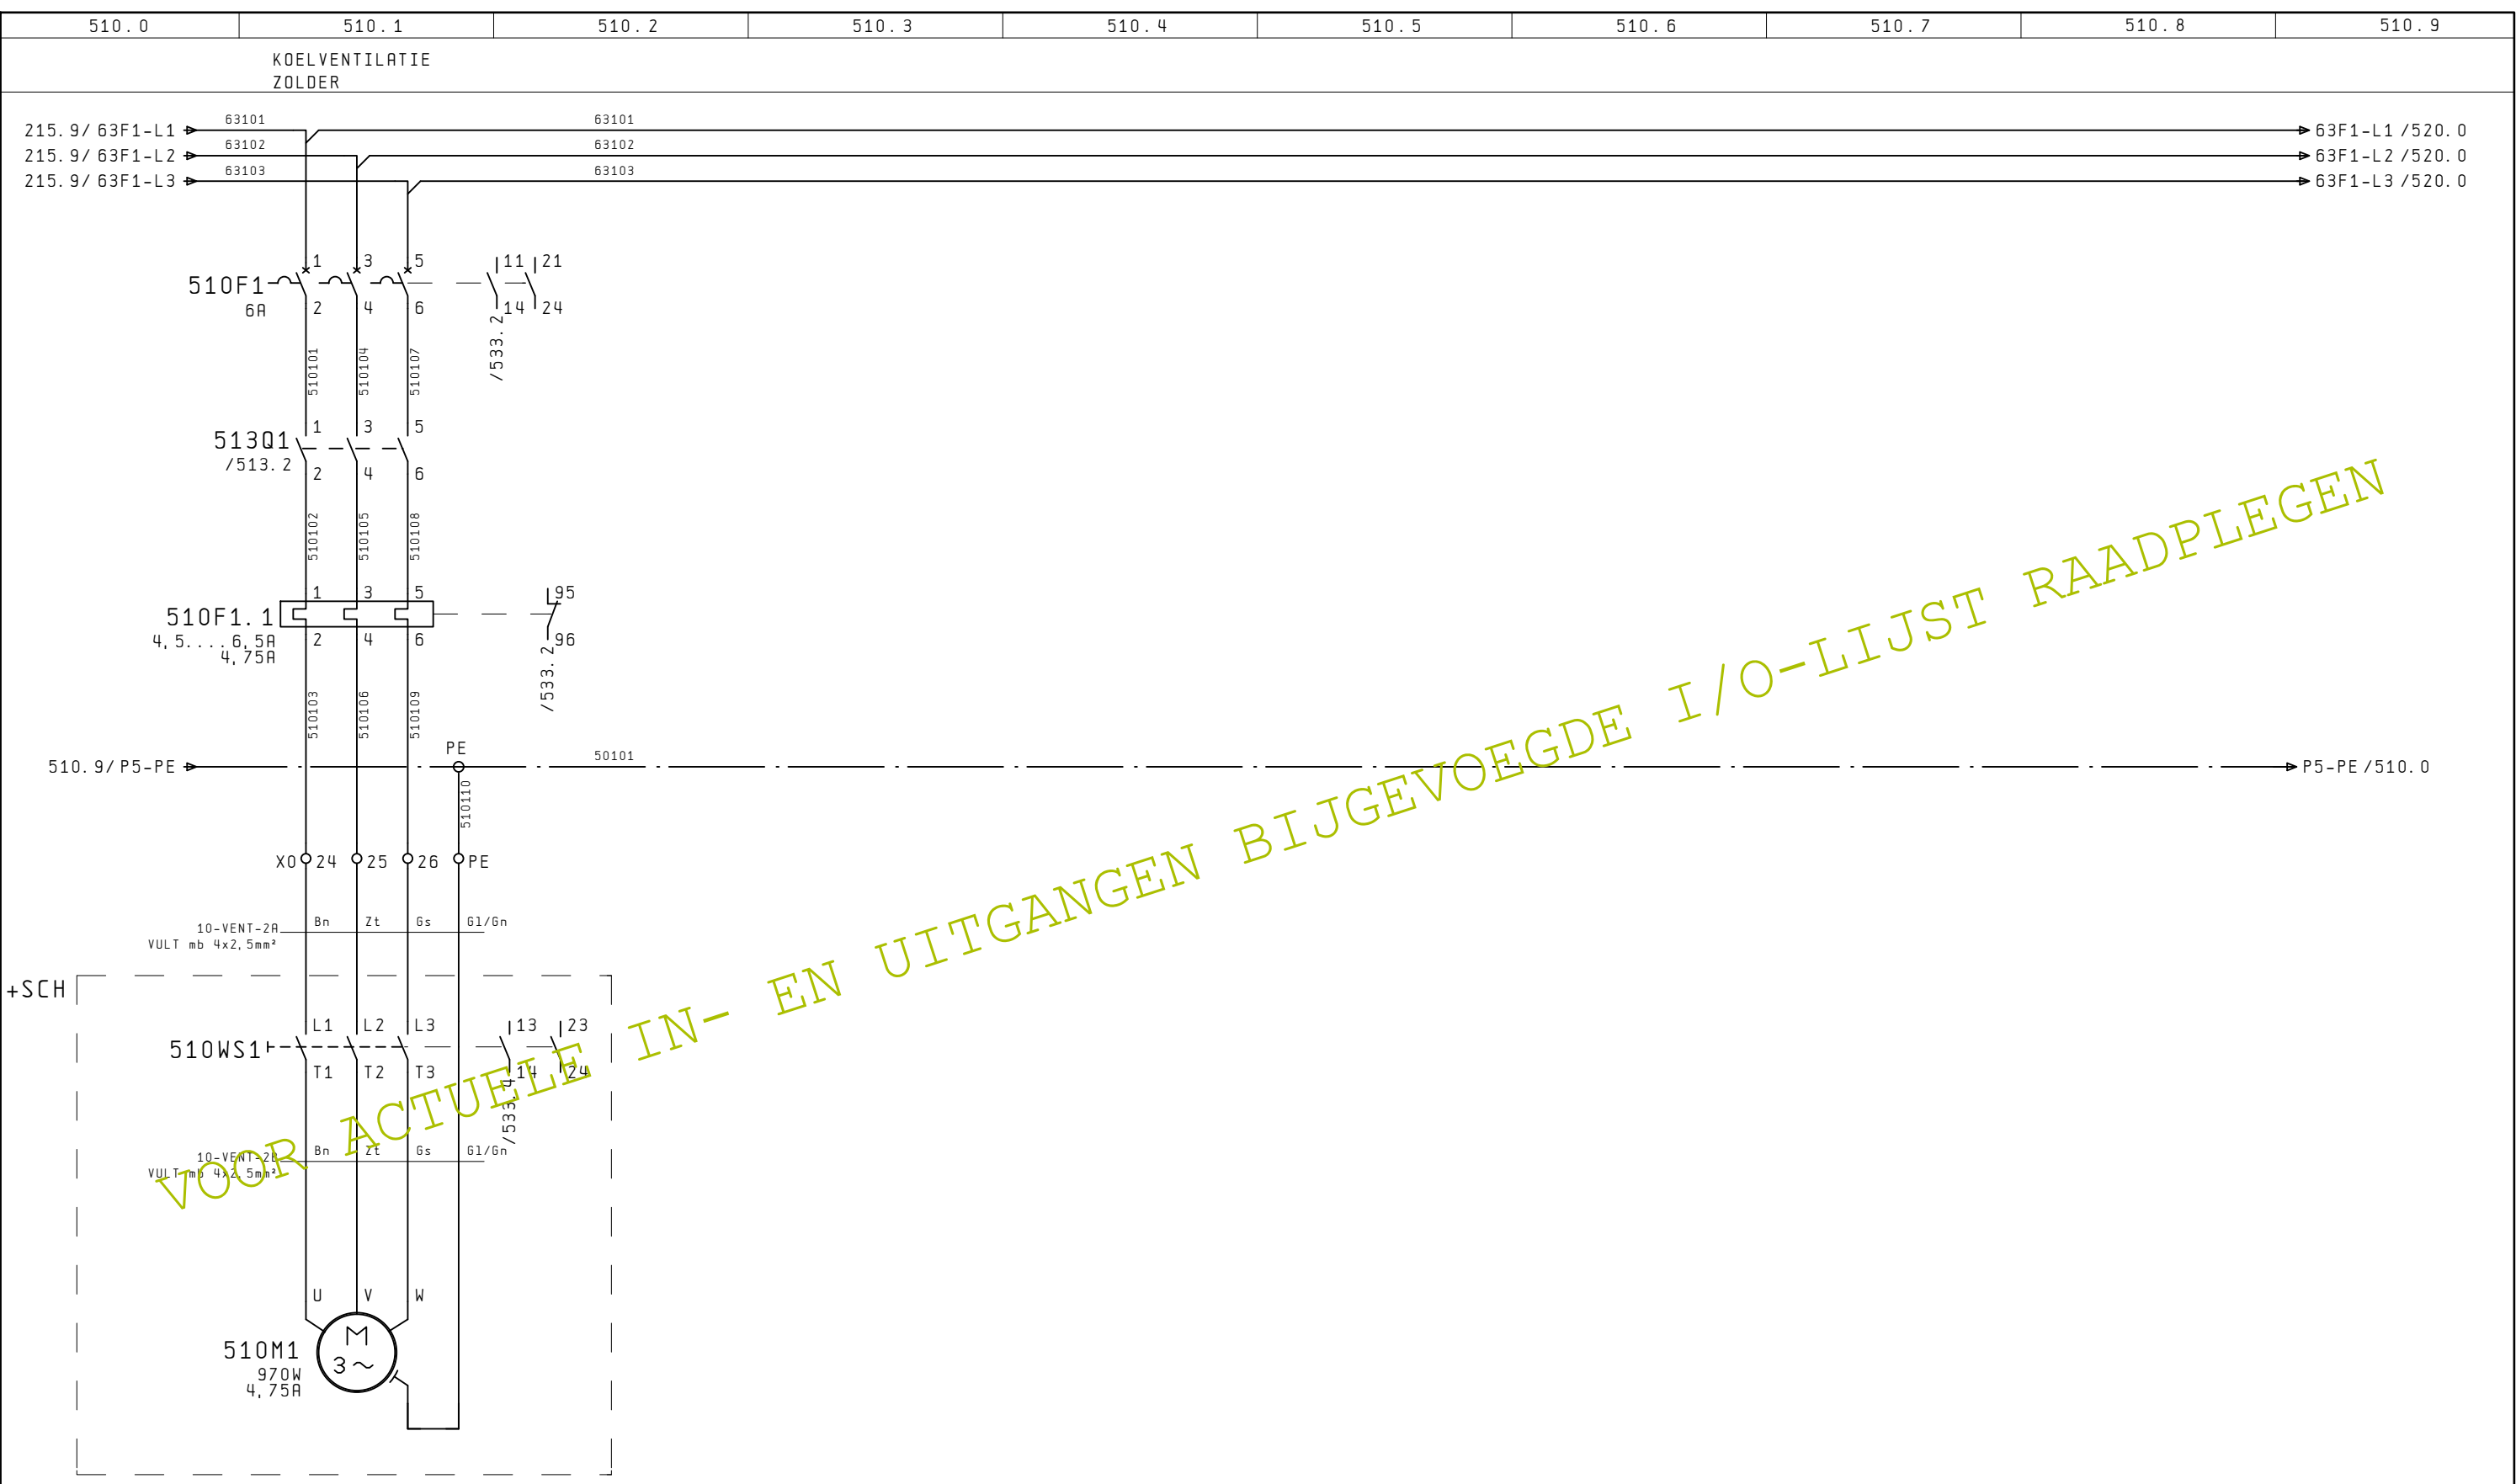 510.0 510.1 510.2 510.3 510.4 510.5 510.6 510.7 510.8 510.9
KOELVENTILATIE
ZOLDER
215.9/63F1-L1 63101 63101 63F1-L1/520.0
215.9/63F1-L2 63102 63102 63F1-L2/520.0
215.9/63F1-L3 63103 63103 63F1-L3/520.0
1 3 5 11 21
510F1
6A
2 4 6 14 24
/533.2
510101 510104 510107
1 3 5
513Q1
/513.2
2 4 6
510102 510105 510108
1 3 5 95
510F1.1
4,5....6,5A
4,75A
2 4 6 96
/533.2
510103 510106 510109
PE
510.9/P5-PE 50101 P5-PE/510.0
510110
X0 24 25 26 PE
10-VENT-2A Bn Zt Gs Gl/Gn
VULT mb 4x2,5mm²
+SCH
L1 L2 L3 13 23
510WS1
T1 T2 T3 14 24
/533.4
10-VENT-2B Bn Zt Gs Gl/Gn
VULT mb 4x2,5mm²
U V W
510M1
970W
4,75A
M
3~
VOOR ACTUELE IN- EN UITGANGEN BIJGEVOEGDE I/O-LIJST RAADPLEGEN